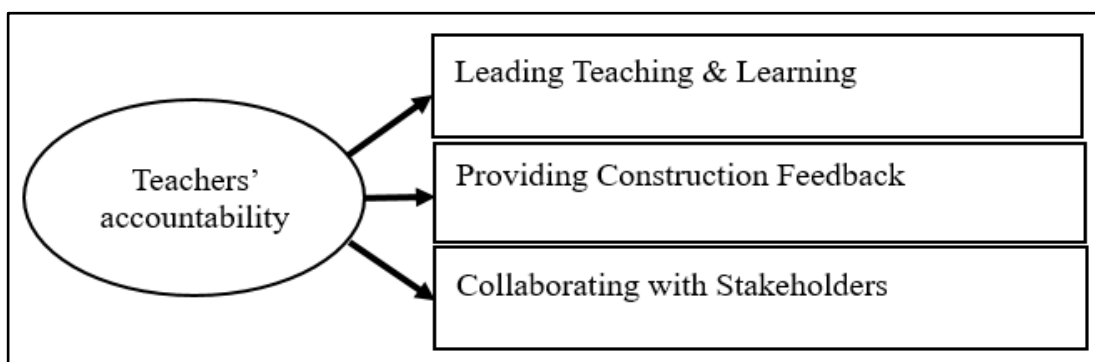 Leading Teaching & Learning
Teachers’
accountability
Providing Construction Feedback
Collaborating with Stakeholders